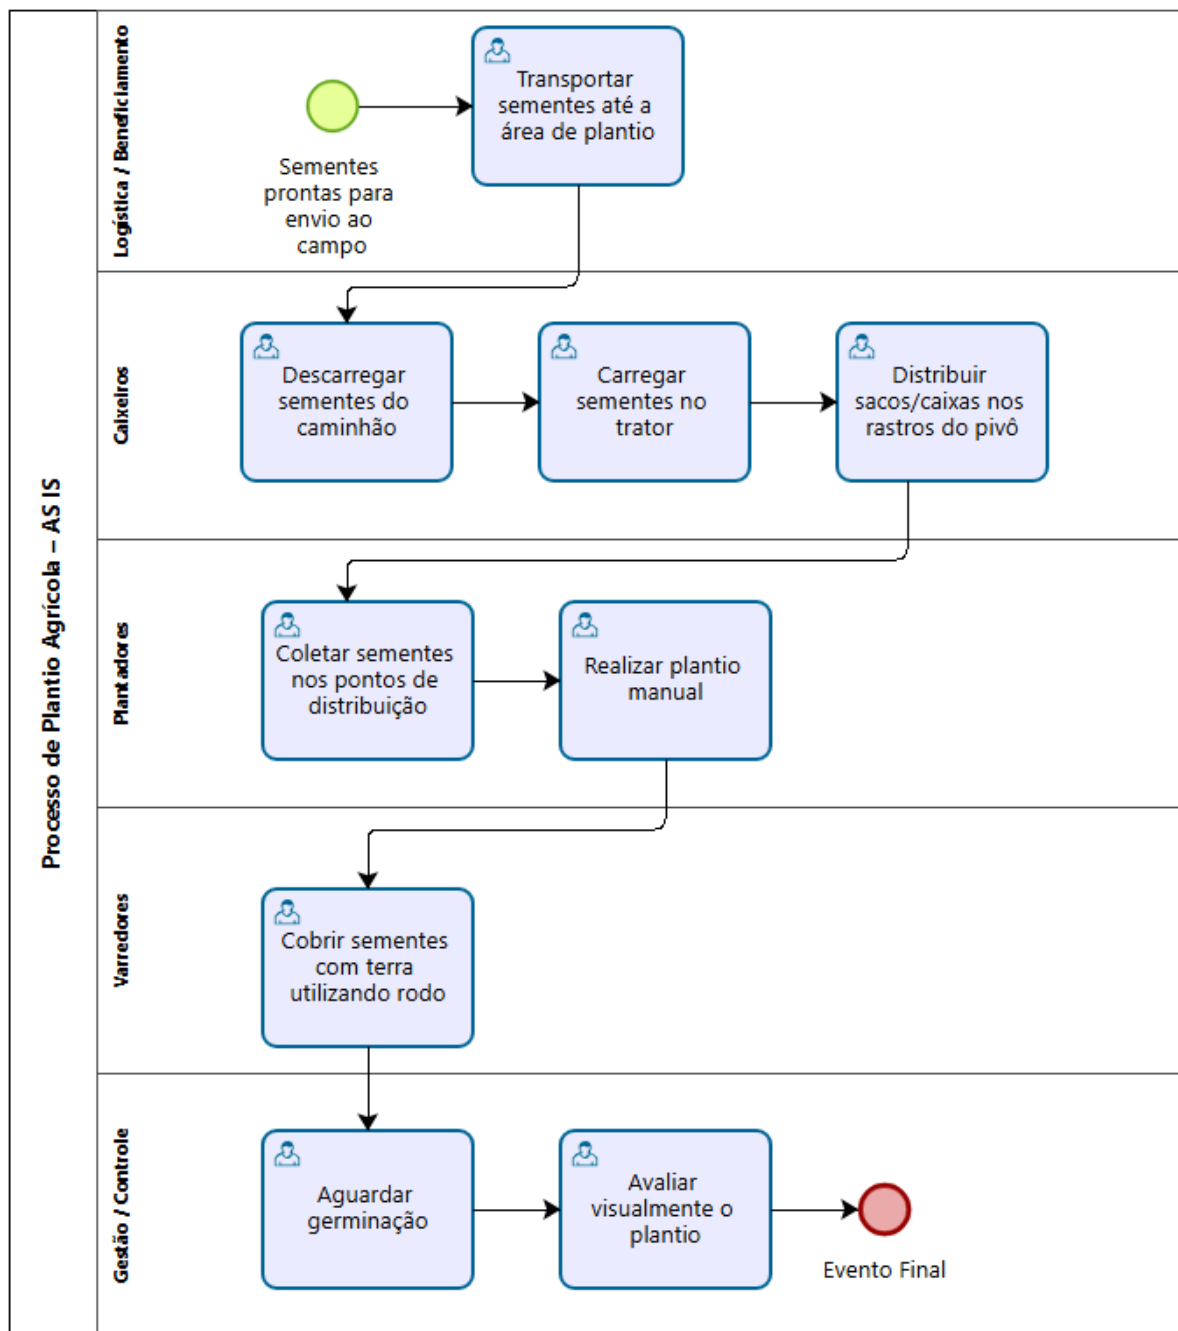 Processo de Plantio Agrícola – AS IS
Logística / Beneficiamento
Sementes
prontas para
envio ao
campo
Transportar
sementes até a
área de plantio
Caixeiros
Descarregar
sementes do
caminhão
Carregar
sementes no
trator
Distribuir
sacos/caixas nos
rastros do pivô
Plantadores
Coletar sementes
nos pontos de
distribuição
Realizar plantio
manual
Varredores
Cobrir sementes
com terra
utilizando rodo
Gestão / Controle
Aguardar
germinação
Avaliar
visualmente o
plantio
Evento Final